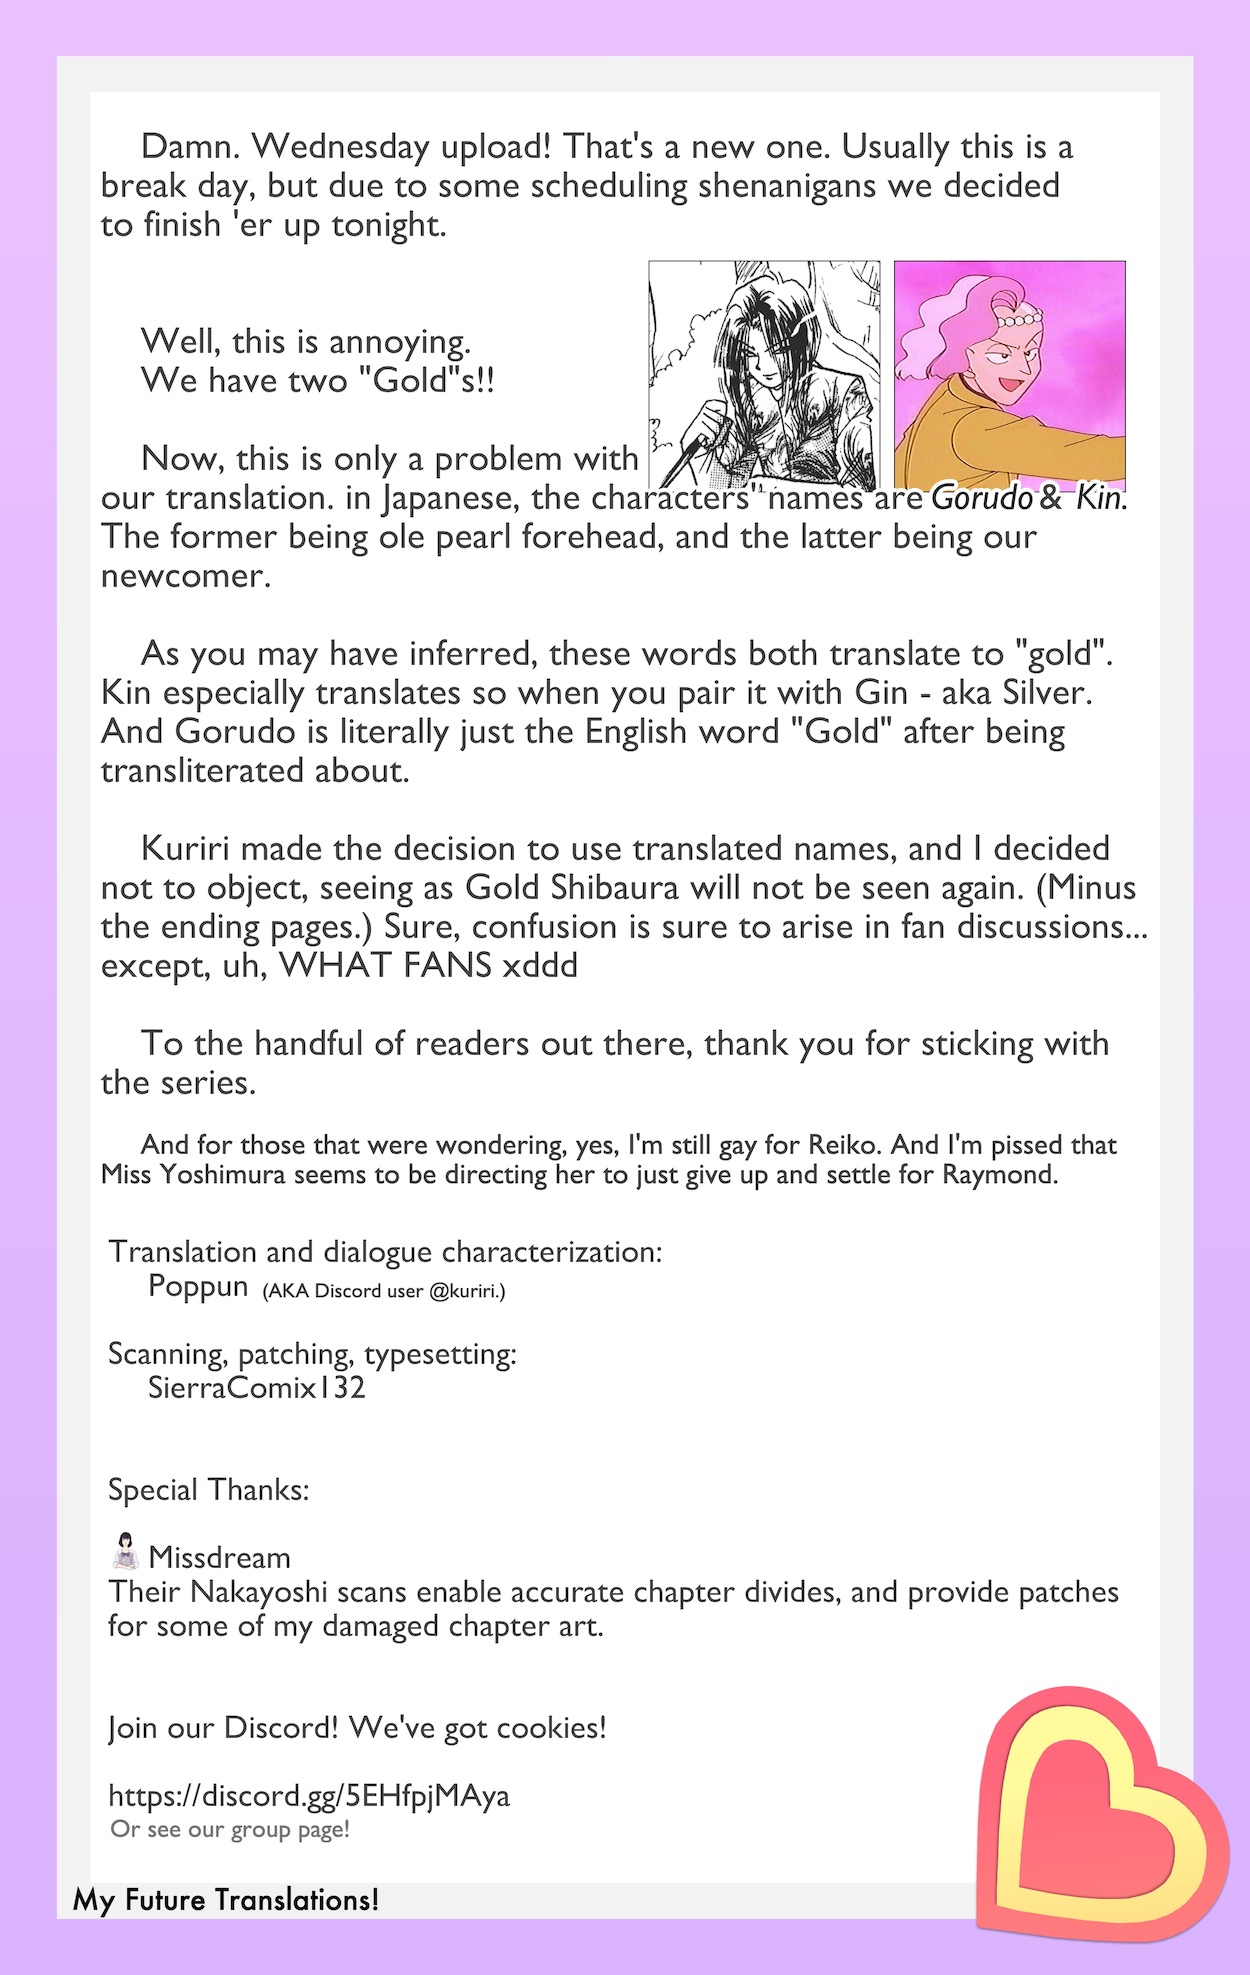 Damn. Wednesday upload! That's a new one. Usually this is a
break day, but due to some scheduling shenanigans we decided
to finish 'er up tonight.
Well, this is annoying.
We have two "Gold"s!!
Now, this is only a problem with
our translation. in Japanese, the characters" names are Gorudo & Kin.
The former being ole pearl forehead, and the latter being our
newcomer.
As you may have inferred, these words both translate to "gold".
Kin especially translates so when you pair it with Gin - aka Silver.
And Gorudo is literally just the English word "Gold" after being
transliterated about.
Kuriri made the decision to use translated names, and I decided
not to object, seeing as Gold Shibaura will not be seen again. (Minus
the ending pages.) Sure, confusion is sure to arise in fan discussions...
except, uh, WHAT FANS xddd
To the handful of readers out there, thank you for sticking with
the series.
And for those that were wondering, yes, I'm still gay for Reiko. And I'm pissed that
Miss Yoshimura seems to be directing her to just give up and settle for Raymond.
Translation and dialogue characterization:
Poppun (AKA Discord user @kuriri.)
Scanning, patching, typesetting:
SierraComix132
Special Thanks:
Missdream
Their Nakayoshi scans enable accurate chapter divides, and provide patches
for some of my damaged chapter art.
Join our Discord! We've got cookies!
https://discord.gg/5EHfpjMAya
Or see our group page!
My Future Translations!